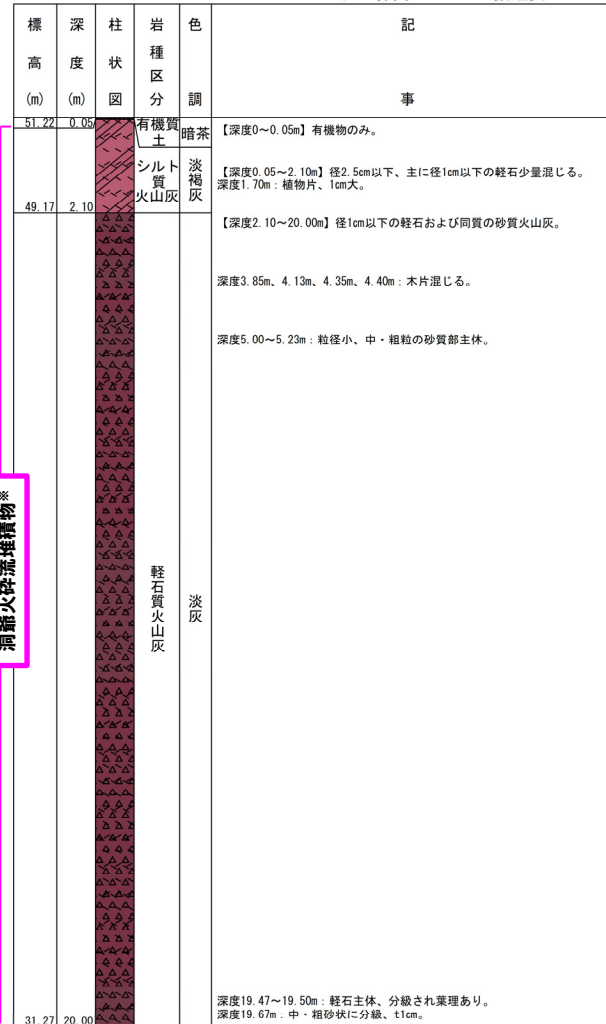 標高(m)
深度(m)
柱状図
岩種区分
色調
記事
51.22 0.05 有機質土 暗茶 【深度0～0.05m】有機物のみ。
シルト質火山灰 淡褐灰 【深度0.05～2.10m】径2.5cm以下、主に径1cm以下の軽石少量混じる。
深度1.70m：植物片、1cm大。
49.17 2.10
【深度2.10～20.00m】径1cm以下の軽石および同質の砂質火山灰。
深度3.85m、4.13m、4.35m、4.40m：木片混じる。
深度5.00～5.23m：粒径小、中・粗粒の砂質部主体。
洞爺火砕流堆積物※
軽石質火山灰
淡灰
深度19.47～19.50m：軽石主体、分級され葉理あり。
深度19.67m．中・粗砂状に分級、t1cm。
31.27 20.00